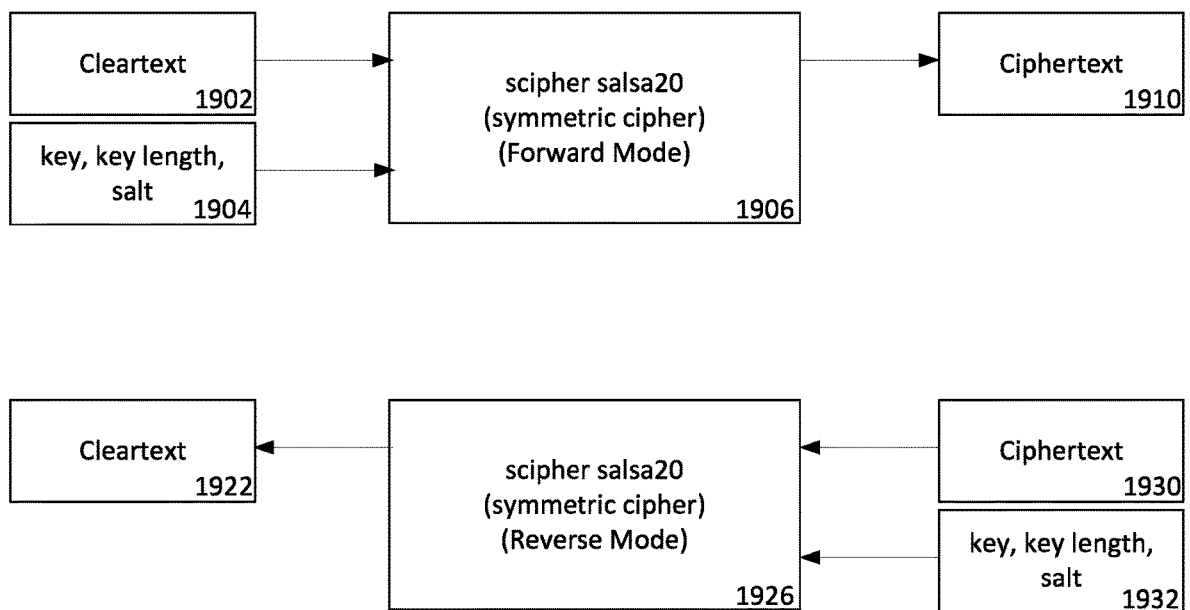 Cleartext
1902
key, key length,
salt
1904
scipher salsa20
(symmetric cipher)
(Forward Mode)
1906
Ciphertext
1910
Cleartext
1922
scipher salsa20
(symmetric cipher)
(Reverse Mode)
1926
Ciphertext
1930
key, key length,
salt
1932